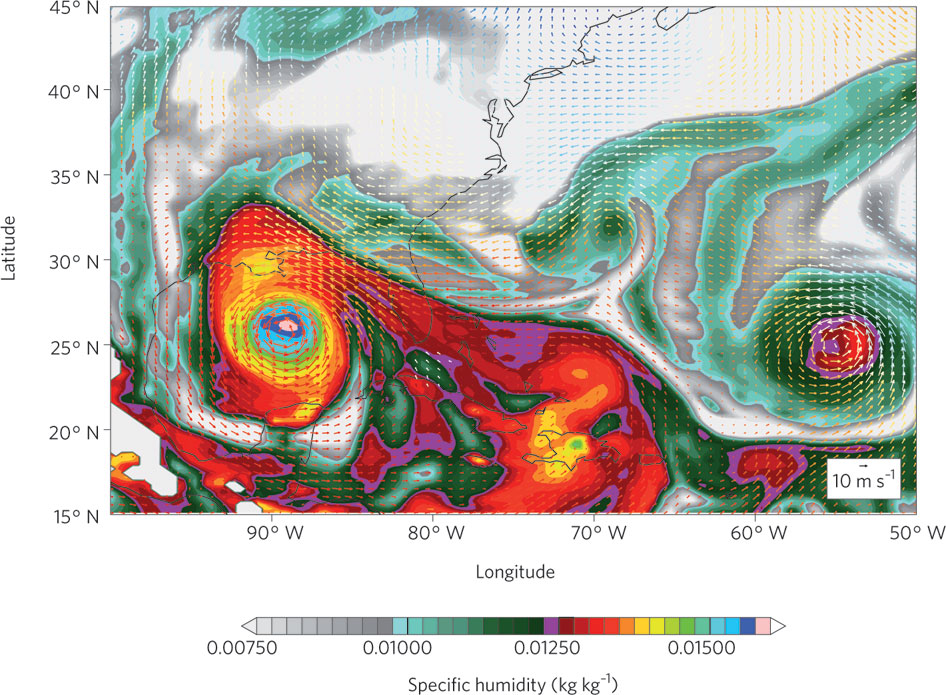 45° N
40° N
35° N
30° N
25° N
20° N
15° N
Latitude
10 m s⁻¹
90° W 80° W 70° W 60° W 50° W
Longitude
0.00750 0.01000 0.01250 0.01500
Specific humidity (kg kg⁻¹)